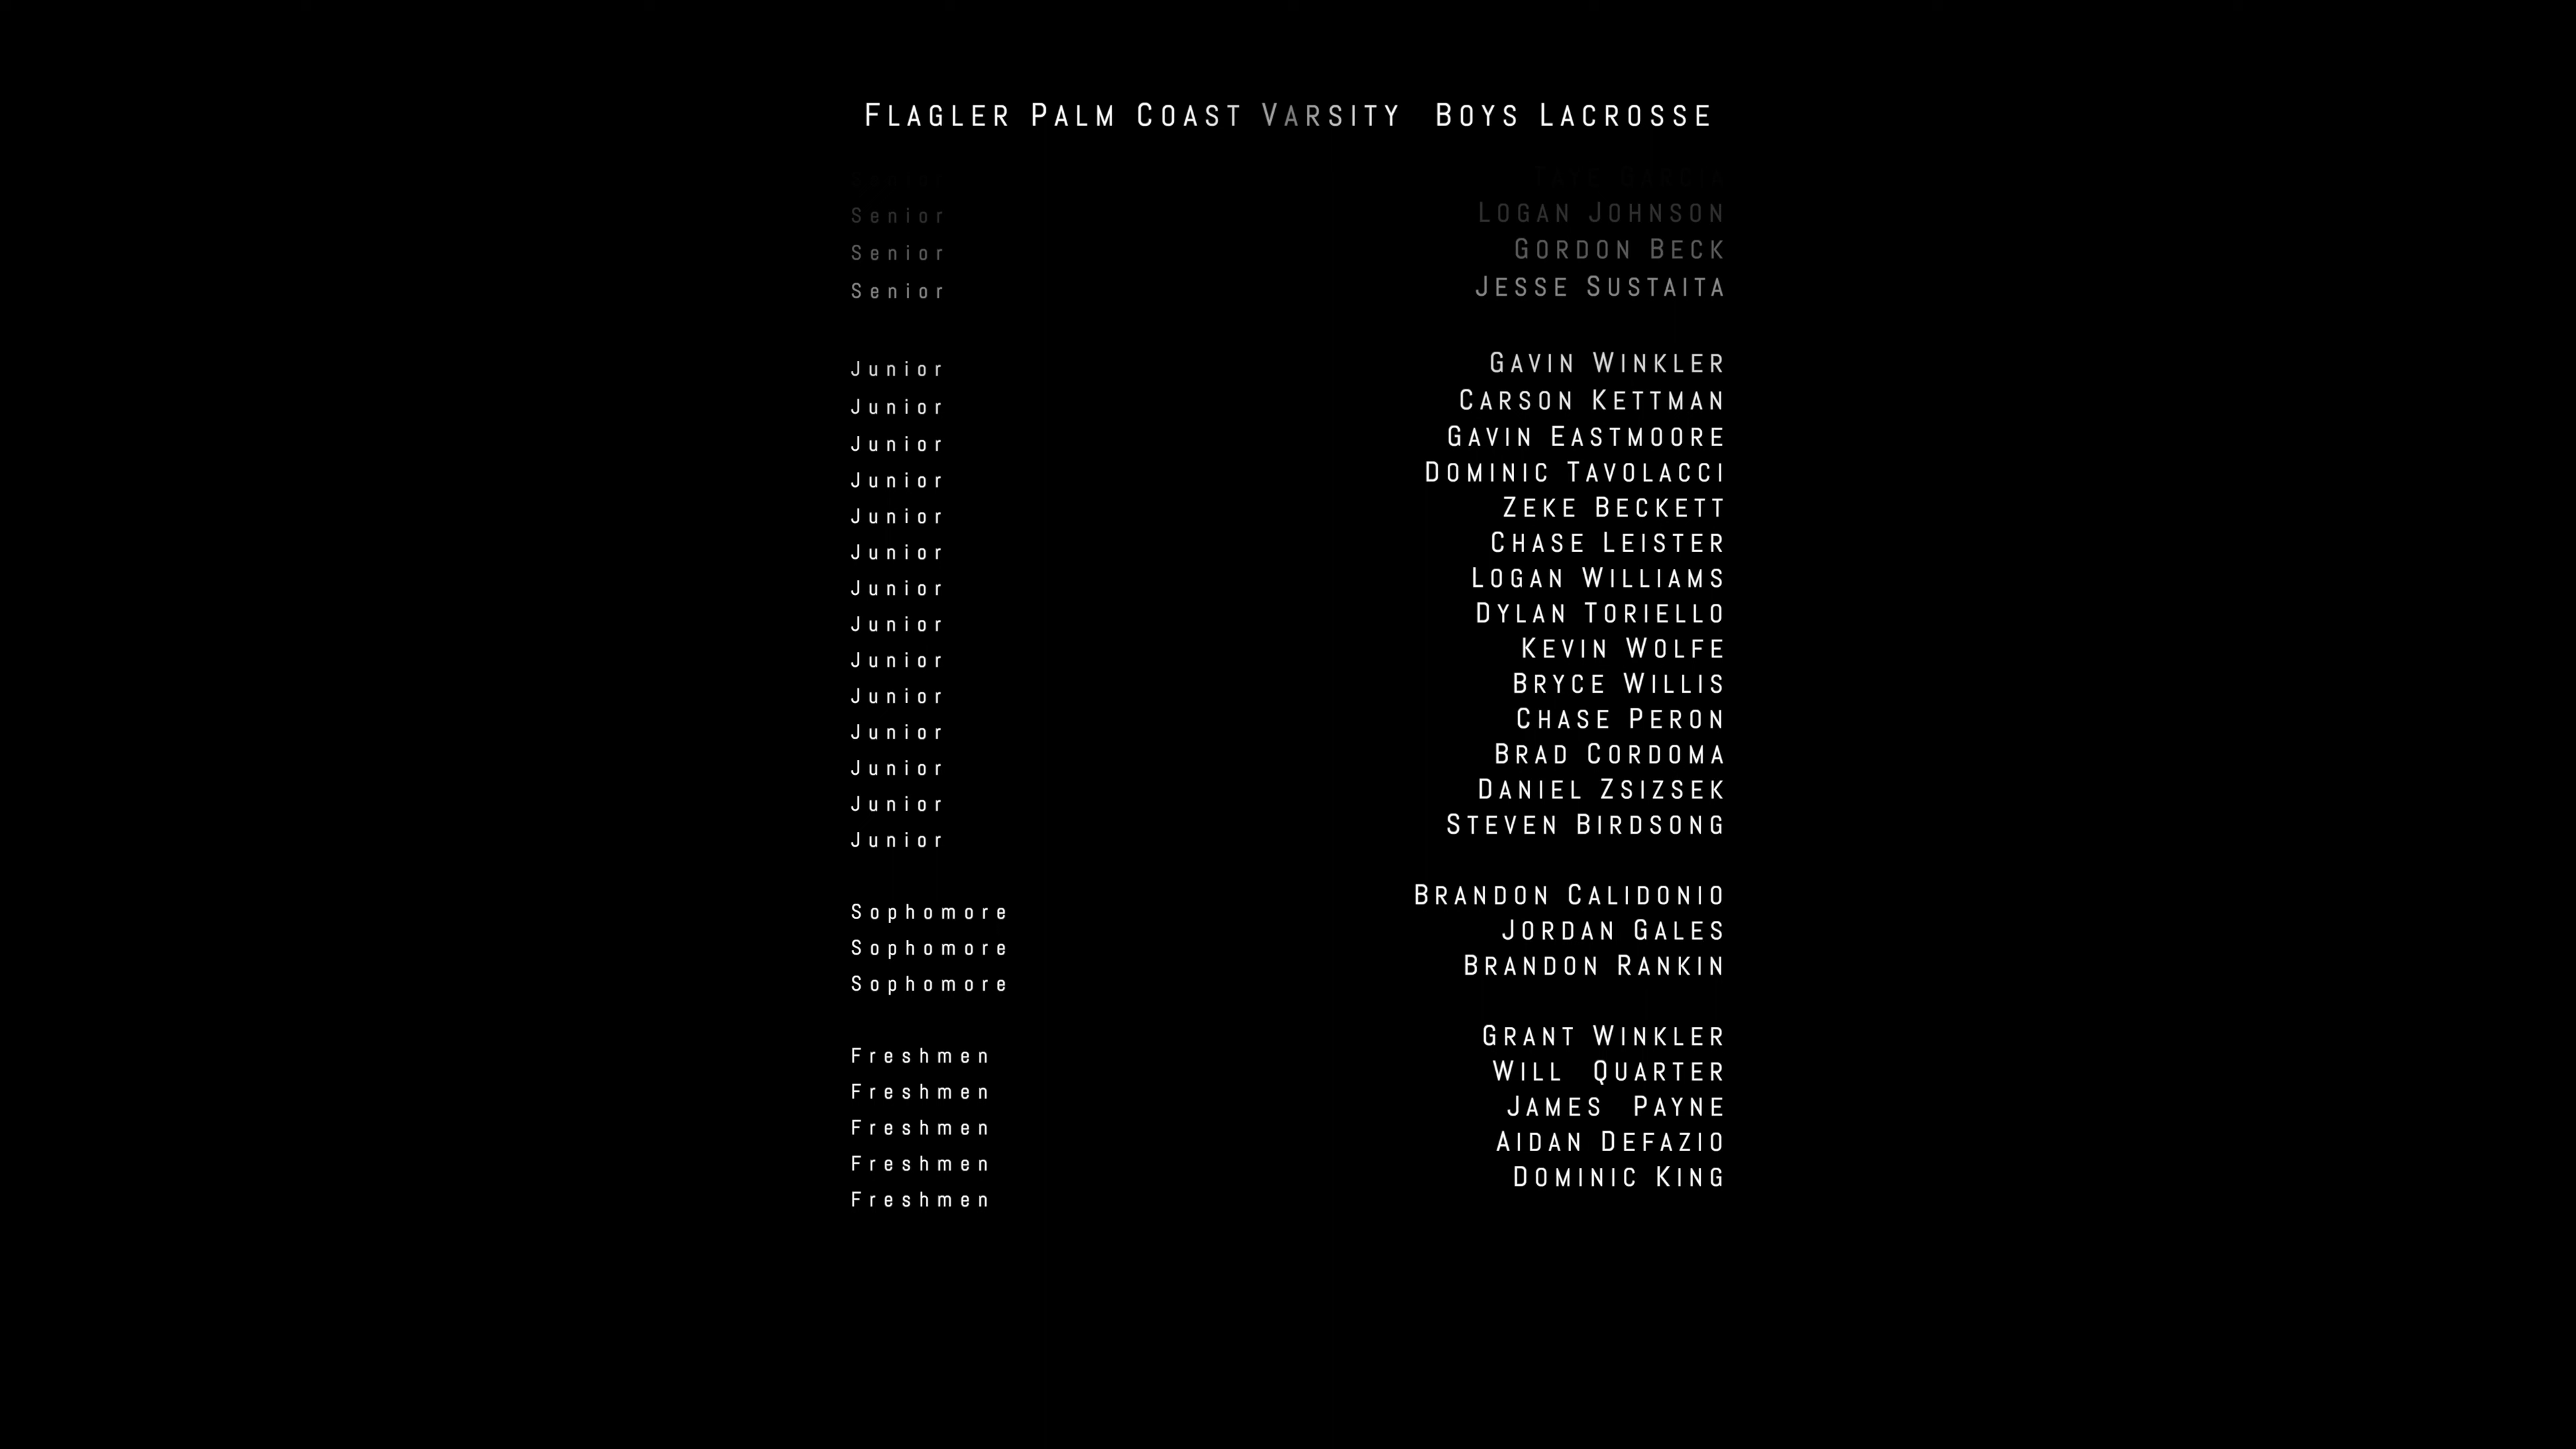 Flagler Palm Coast Varsity Boys Lacrosse
Senior Logan Johnson
Senior Gordon Beck
Senior Jesse Sustaita
Junior Gavin Winkler
Junior Carson Kettman
Junior Gavin Eastmoore
Junior Dominic Tavolacci
Junior Zeke Beckett
Junior Chase Leister
Junior Logan Williams
Junior Dylan Toriello
Junior Kevin Wolfe
Junior Bryce Willis
Junior Chase Peron
Junior Brad Cordoma
Junior Daniel Zsizsek
Junior Steven Birdsong
Sophomore Brandon Calidonio
Sophomore Jordan Gales
Sophomore Brandon Rankin
Freshmen Grant Winkler
Freshmen Will Quarter
Freshmen James Payne
Freshmen Aidan Defazio
Freshmen Dominic King